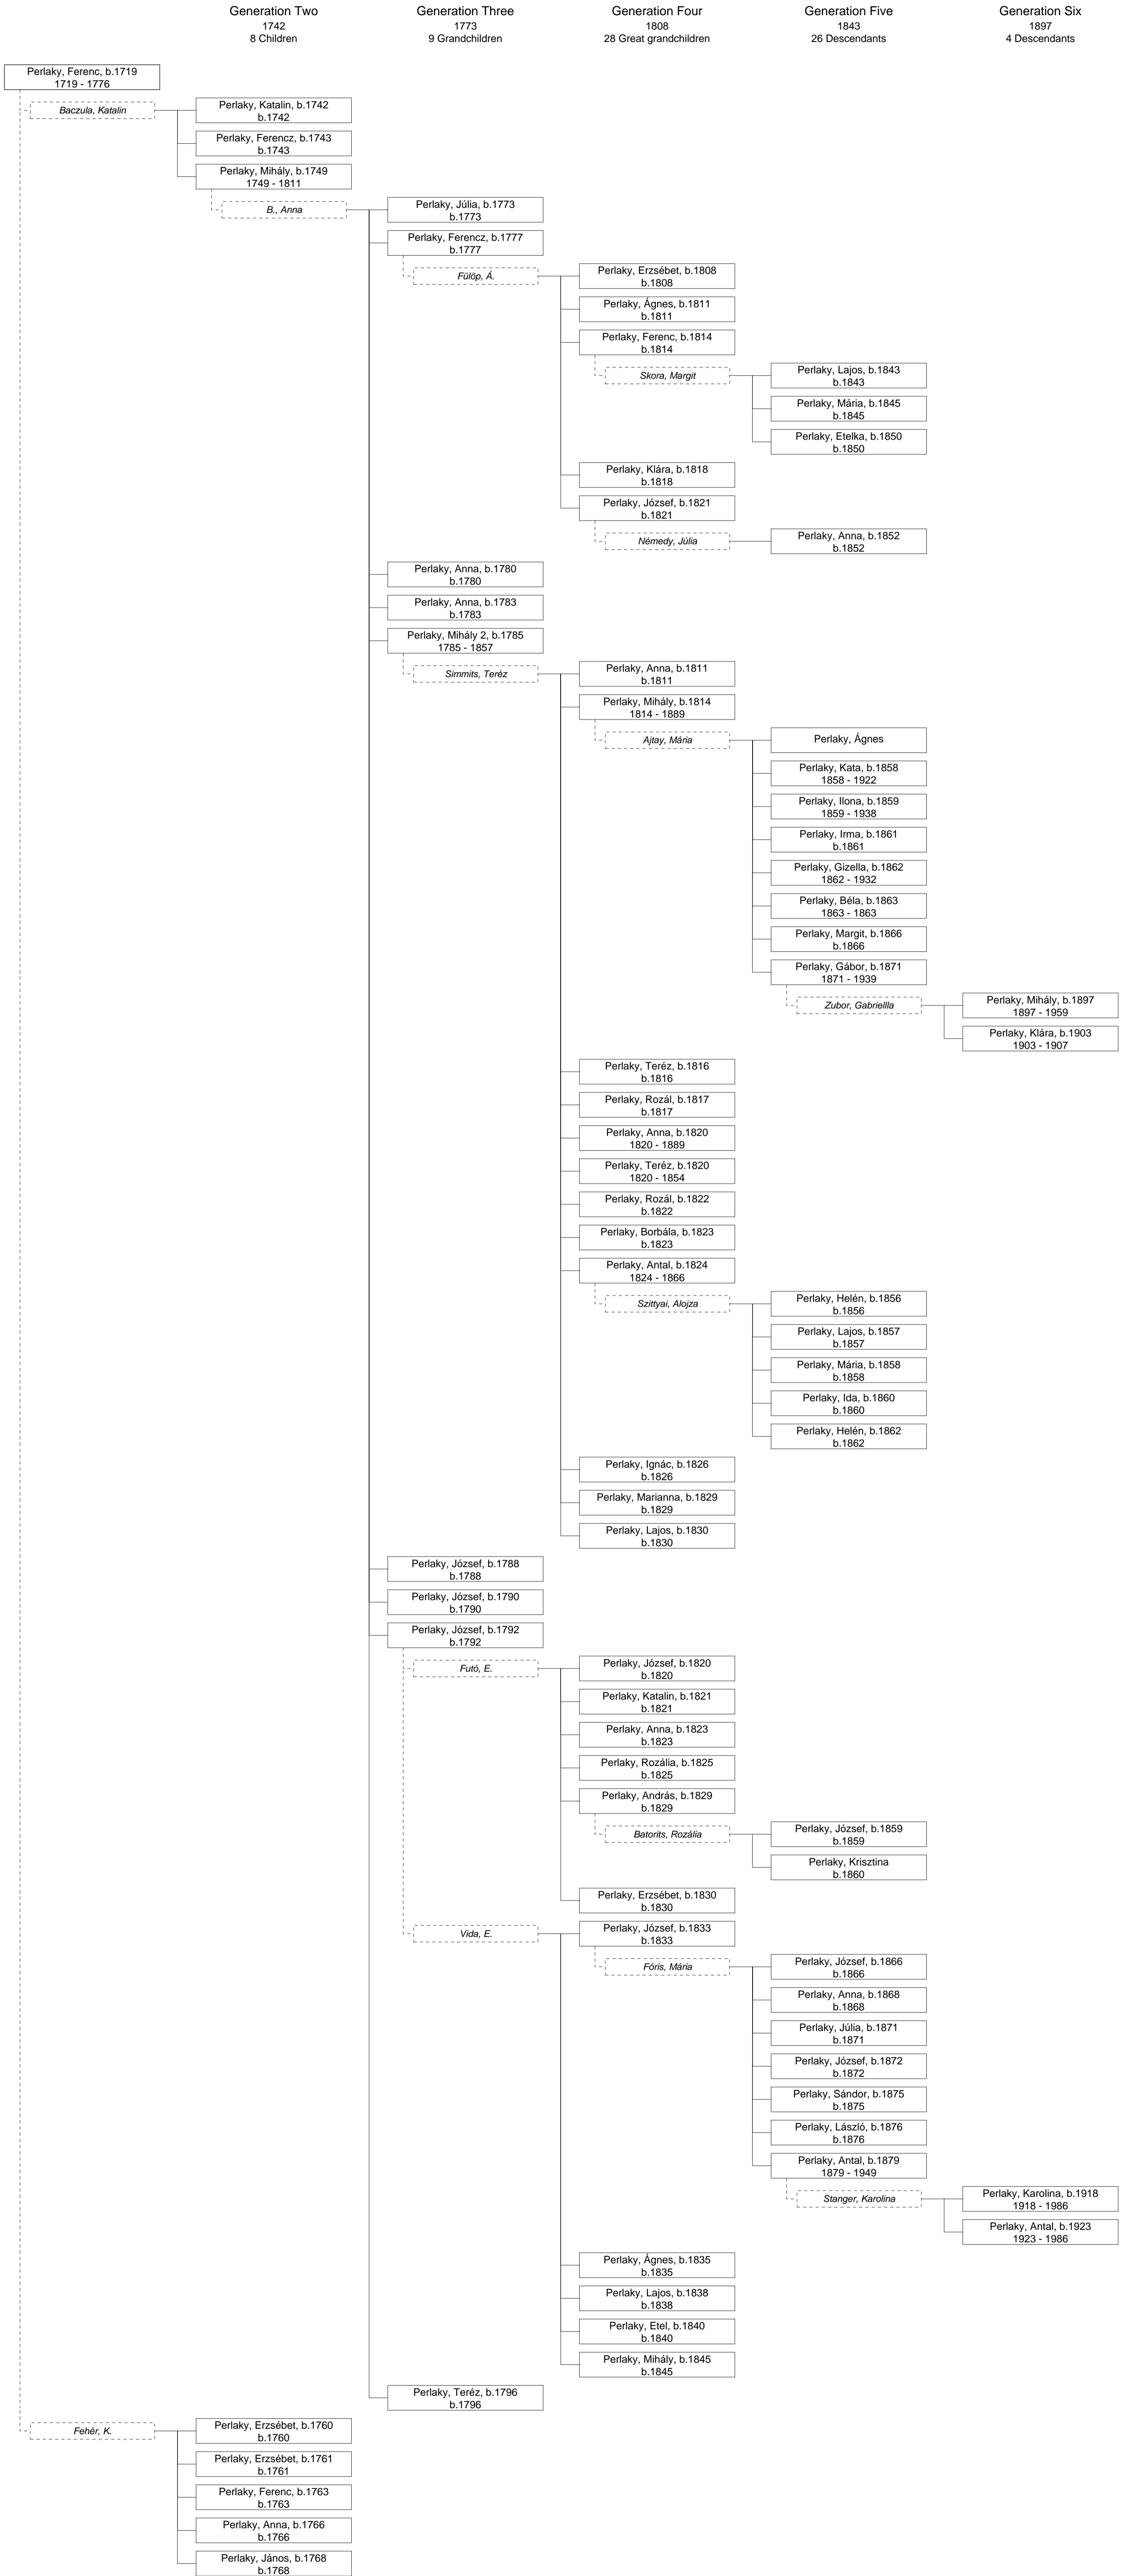 Generation Two
1742
8 Children
Generation Three
1773
9 Grandchildren
Generation Four
1808
28 Great grandchildren
Generation Five
1843
26 Descendants
Generation Six
1897
4 Descendants
Perlaky, Ferenc, b.1719
1719 - 1776
Baczula, Katalin
Perlaky, Katalin, b.1742
b.1742
Perlaky, Ferencz, b.1743
b.1743
Perlaky, Mihály, b.1749
1749 - 1811
B., Anna
Perlaky, Júlia, b.1773
b.1773
Perlaky, Ferencz, b.1777
b.1777
Fülöp, Á.
Perlaky, Erzsébet, b.1808
b.1808
Perlaky, Ágnes, b.1811
b.1811
Perlaky, Ferenc, b.1814
b.1814
Skora, Margit
Perlaky, Lajos, b.1843
b.1843
Perlaky, Mária, b.1845
b.1845
Perlaky, Etelka, b.1850
b.1850
Perlaky, Klára, b.1818
b.1818
Perlaky, József, b.1821
b.1821
Némedy, Júlia
Perlaky, Anna, b.1852
b.1852
Perlaky, Anna, b.1780
b.1780
Perlaky, Anna, b.1783
b.1783
Perlaky, Mihály 2, b.1785
1785 - 1857
Simmits, Teréz
Perlaky, Anna, b.1811
b.1811
Perlaky, Mihály, b.1814
1814 - 1889
Ajtay, Mária
Perlaky, Ágnes
Perlaky, Kata, b.1858
1858 - 1922
Perlaky, Ilona, b.1859
1859 - 1938
Perlaky, Irma, b.1861
b.1861
Perlaky, Gizella, b.1862
1862 - 1932
Perlaky, Béla, b.1863
1863 - 1863
Perlaky, Margit, b.1866
b.1866
Perlaky, Gábor, b.1871
1871 - 1939
Zubor, Gabriellla
Perlaky, Mihály, b.1897
1897 - 1959
Perlaky, Klára, b.1903
1903 - 1907
Perlaky, Teréz, b.1816
b.1816
Perlaky, Rozál, b.1817
b.1817
Perlaky, Anna, b.1820
1820 - 1889
Perlaky, Teréz, b.1820
1820 - 1854
Perlaky, Rozál, b.1822
b.1822
Perlaky, Borbála, b.1823
b.1823
Perlaky, Antal, b.1824
1824 - 1866
Szittyai, Alojza
Perlaky, Helén, b.1856
b.1856
Perlaky, Lajos, b.1857
b.1857
Perlaky, Mária, b.1858
b.1858
Perlaky, Ida, b.1860
b.1860
Perlaky, Helén, b.1862
b.1862
Perlaky, Ignác, b.1826
b.1826
Perlaky, Marianna, b.1829
b.1829
Perlaky, Lajos, b.1830
b.1830
Perlaky, József, b.1788
b.1788
Perlaky, József, b.1790
b.1790
Perlaky, József, b.1792
b.1792
Futó, E.
Perlaky, József, b.1820
b.1820
Perlaky, Katalin, b.1821
b.1821
Perlaky, Anna, b.1823
b.1823
Perlaky, Rozália, b.1825
b.1825
Perlaky, András, b.1829
b.1829
Batorits, Rozália
Perlaky, József, b.1859
b.1859
Perlaky, Krisztina
b.1860
Perlaky, Erzsébet, b.1830
b.1830
Vida, E.
Perlaky, József, b.1833
b.1833
Fóris, Mária
Perlaky, József, b.1866
b.1866
Perlaky, Anna, b.1868
b.1868
Perlaky, Júlia, b.1871
b.1871
Perlaky, József, b.1872
b.1872
Perlaky, Sándor, b.1875
b.1875
Perlaky, László, b.1876
b.1876
Perlaky, Antal, b.1879
1879 - 1949
Stanger, Karolina
Perlaky, Karolina, b.1918
1918 - 1986
Perlaky, Antal, b.1923
1923 - 1986
Perlaky, Ágnes, b.1835
b.1835
Perlaky, Lajos, b.1838
b.1838
Perlaky, Etel, b.1840
b.1840
Perlaky, Mihály, b.1845
b.1845
Perlaky, Teréz, b.1796
b.1796
Fehér, K.
Perlaky, Erzsébet, b.1760
b.1760
Perlaky, Erzsébet, b.1761
b.1761
Perlaky, Ferenc, b.1763
b.1763
Perlaky, Anna, b.1766
b.1766
Perlaky, János, b.1768
b.1768